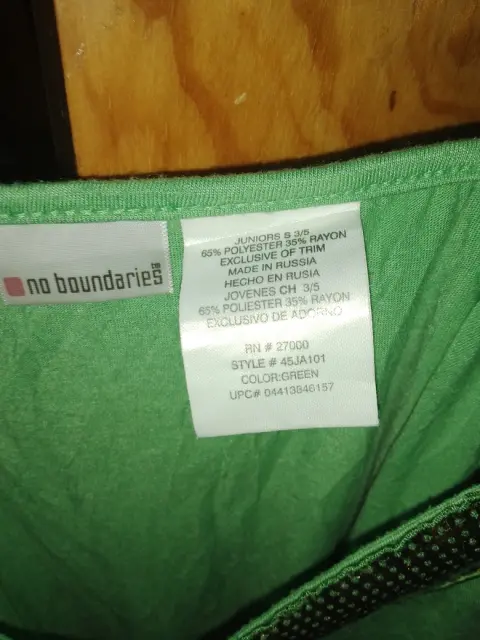 no boundaries™
JUNIORS S 3/5
65% POLYESTER 35% RAYON
EXCLUSIVE OF TRIM
MADE IN RUSSIA
HECHO EN RUSIA
JOVENES CH 3/5
65% POLIESTER 35% RAYON
EXCLUSIVO DE ADORNO
RN # 27000
STYLE # 45JA101
COLOR:GREEN
UPC# 04413846157